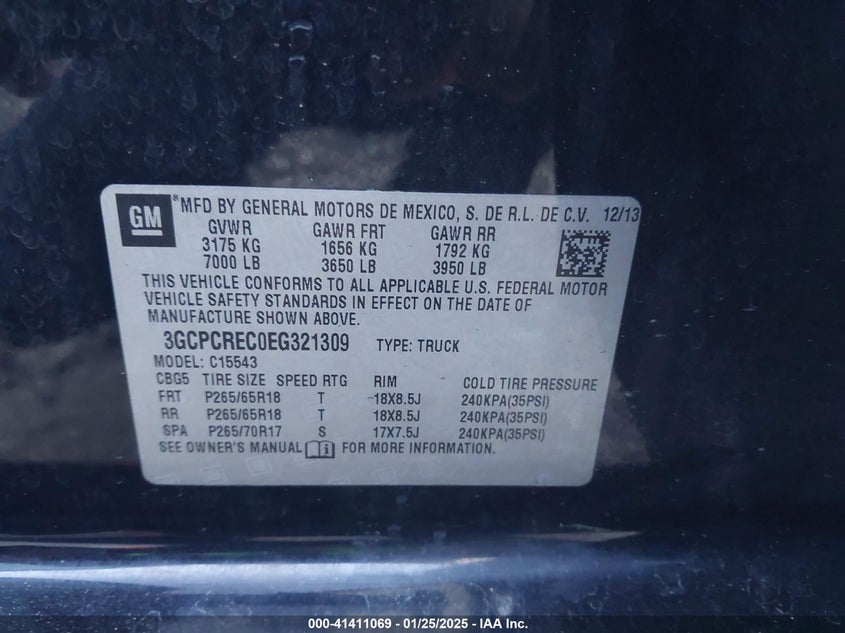 GM *MFD BY GENERAL MOTORS DE MEXICO, S. DE R.L. DE C.V. 12/13
GVWR GAWR FRT GAWR RR
3175 KG 1656 KG 1792 KG
7000 LB 3650 LB 3950 LB
THIS VEHICLE CONFORMS TO ALL APPLICABLE U.S. FEDERAL MOTOR
VEHICLE SAFETY STANDARDS IN EFFECT ON THE DATE OF
MANUFACTURE SHOWN ABOVE.
3GCPCREC0EG321309 TYPE: TRUCK
MODEL: C15543
CBG5 TIRE SIZE SPEED RTG RIM COLD TIRE PRESSURE
FRT P265/65R18 T 18X8.5J 240KPA(35PSI)
RR P265/65R18 T 18X8.5J 240KPA(35PSI)
SPA P265/70R17 S 17X7.5J 240KPA(35PSI)
SEE OWNER'S MANUAL i FOR MORE INFORMATION.
000-41411069 - 01/25/2025 - IAA Inc.